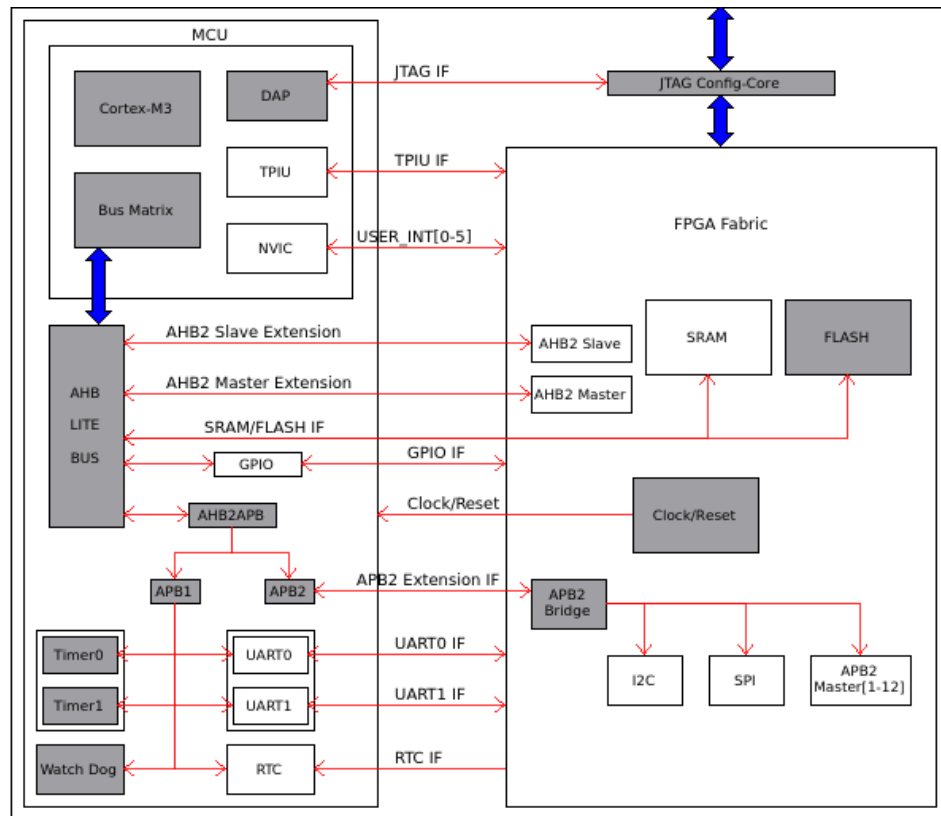 MCU
JTAG IF
JTAG Config-Core
Cortex-M3
DAP
TPIU
TPIU IF
Bus Matrix
NVIC
USER_INT[0-5]
FPGA Fabric
AHB2 Slave Extension
AHB2 Slave
SRAM
FLASH
AHB
LITE
BUS
AHB2 Master Extension
AHB2 Master
SRAM/FLASH IF
GPIO
GPIO IF
AHB2APB
Clock/Reset
Clock/Reset
APB1
APB2
APB2 Extension IF
APB2
Bridge
Timer0
UART0
UART0 IF
I2C
SPI
APB2
Master[1-12]
Timer1
UART1
UART1 IF
Watch Dog
RTC
RTC IF